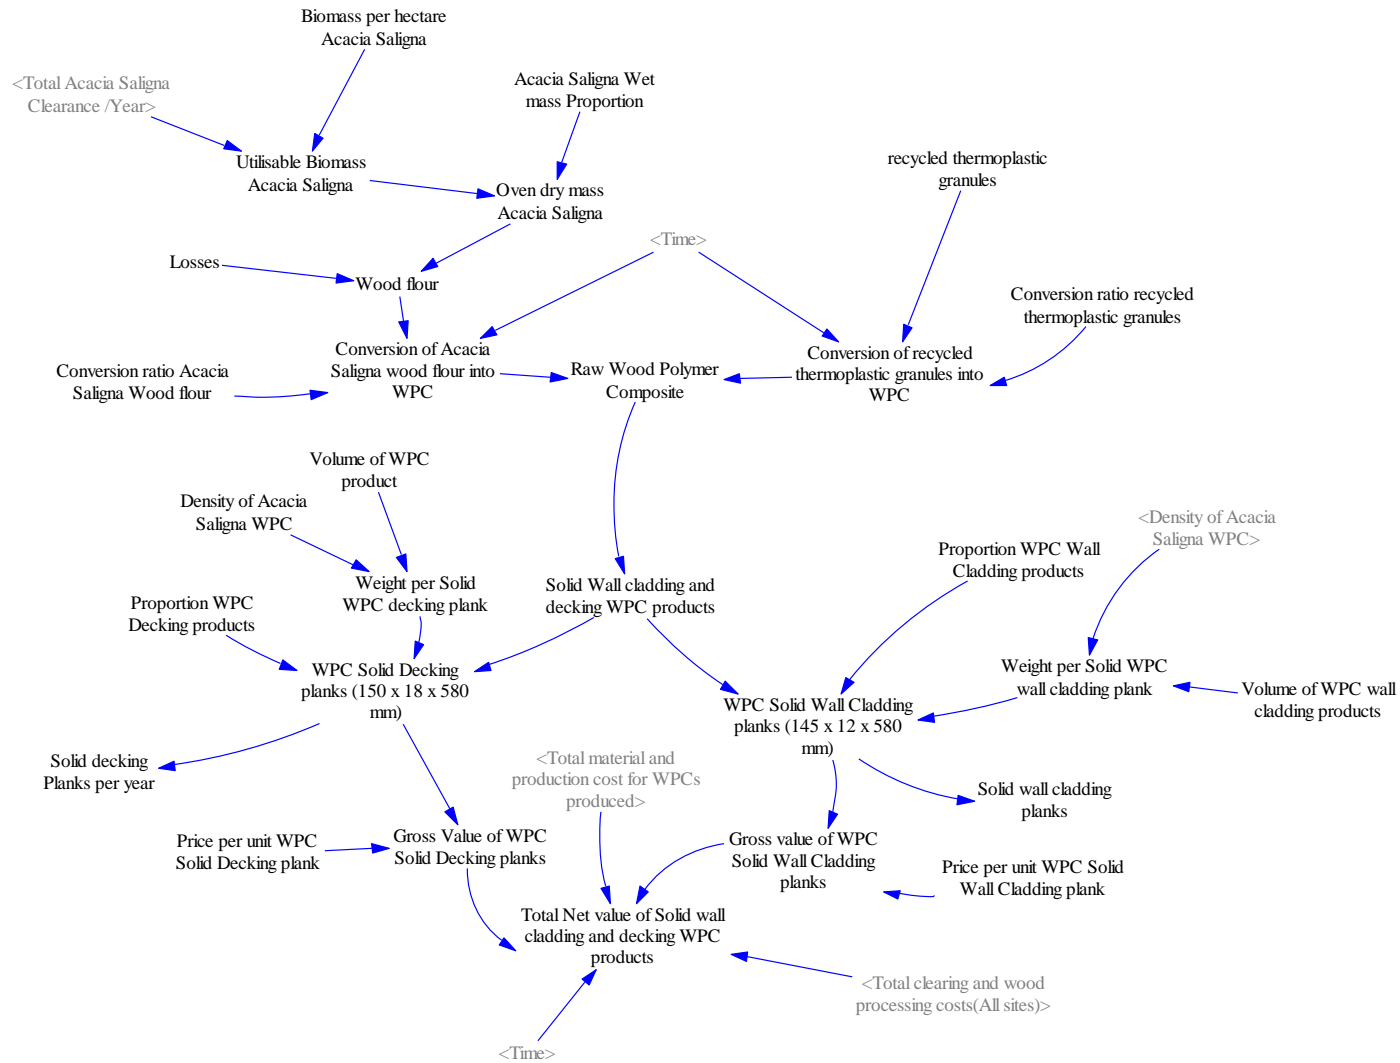 Biomass per hectare
Acacia Saligna
<Total Acacia Saligna
Clearance /Year>
Acacia Saligna Wet
mass Proportion
Utilisable Biomass
Acacia Saligna
recycled thermoplastic
granules
Oven dry mass
Acacia Saligna
<Time>
Losses
Wood flour
Conversion ratio recycled
thermoplastic granules
Conversion of Acacia
Saligna wood flour into
WPC
Conversion of recycled
thermoplastic granules into
WPC
Conversion ratio Acacia
Saligna Wood flour
Raw Wood Polymer
Composite
Volume of WPC
product
Density of Acacia
Saligna WPC
<Density of Acacia
Saligna WPC>
Proportion WPC Wall
Cladding products
Weight per Solid
WPC decking plank
Solid Wall cladding and
decking WPC products
Proportion WPC
Decking products
WPC Solid Decking
planks (150 x 18 x 580
mm)
Weight per Solid WPC
wall cladding plank
Volume of WPC wall
cladding products
WPC Solid Wall Cladding
planks (145 x 12 x 580
mm)
Solid decking
Planks per year
<Total material and
production cost for WPCs
produced>
Solid wall cladding
planks
Price per unit WPC
Solid Decking plank
Gross Value of WPC
Solid Decking planks
Gross value of WPC
Solid Wall Cladding
planks
Price per unit WPC Solid
Wall Cladding plank
Total Net value of Solid wall
cladding and decking WPC
products
<Total clearing and wood
processing costs(All sites)>
<Time>